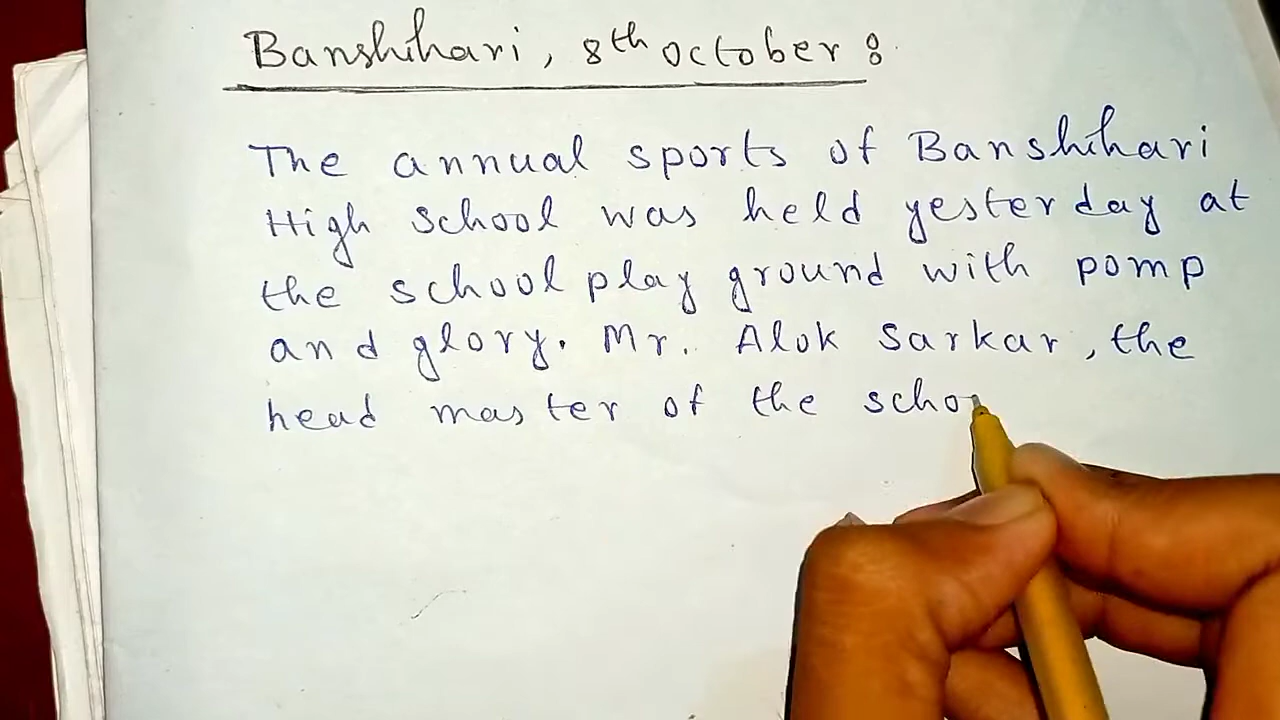 Banshihari, 8th october :
The annual sports of Banshihari
High school was held yesterday at
the school play ground with pomp
and glory. Mr. Alok Sarkar, the
head master of the scho